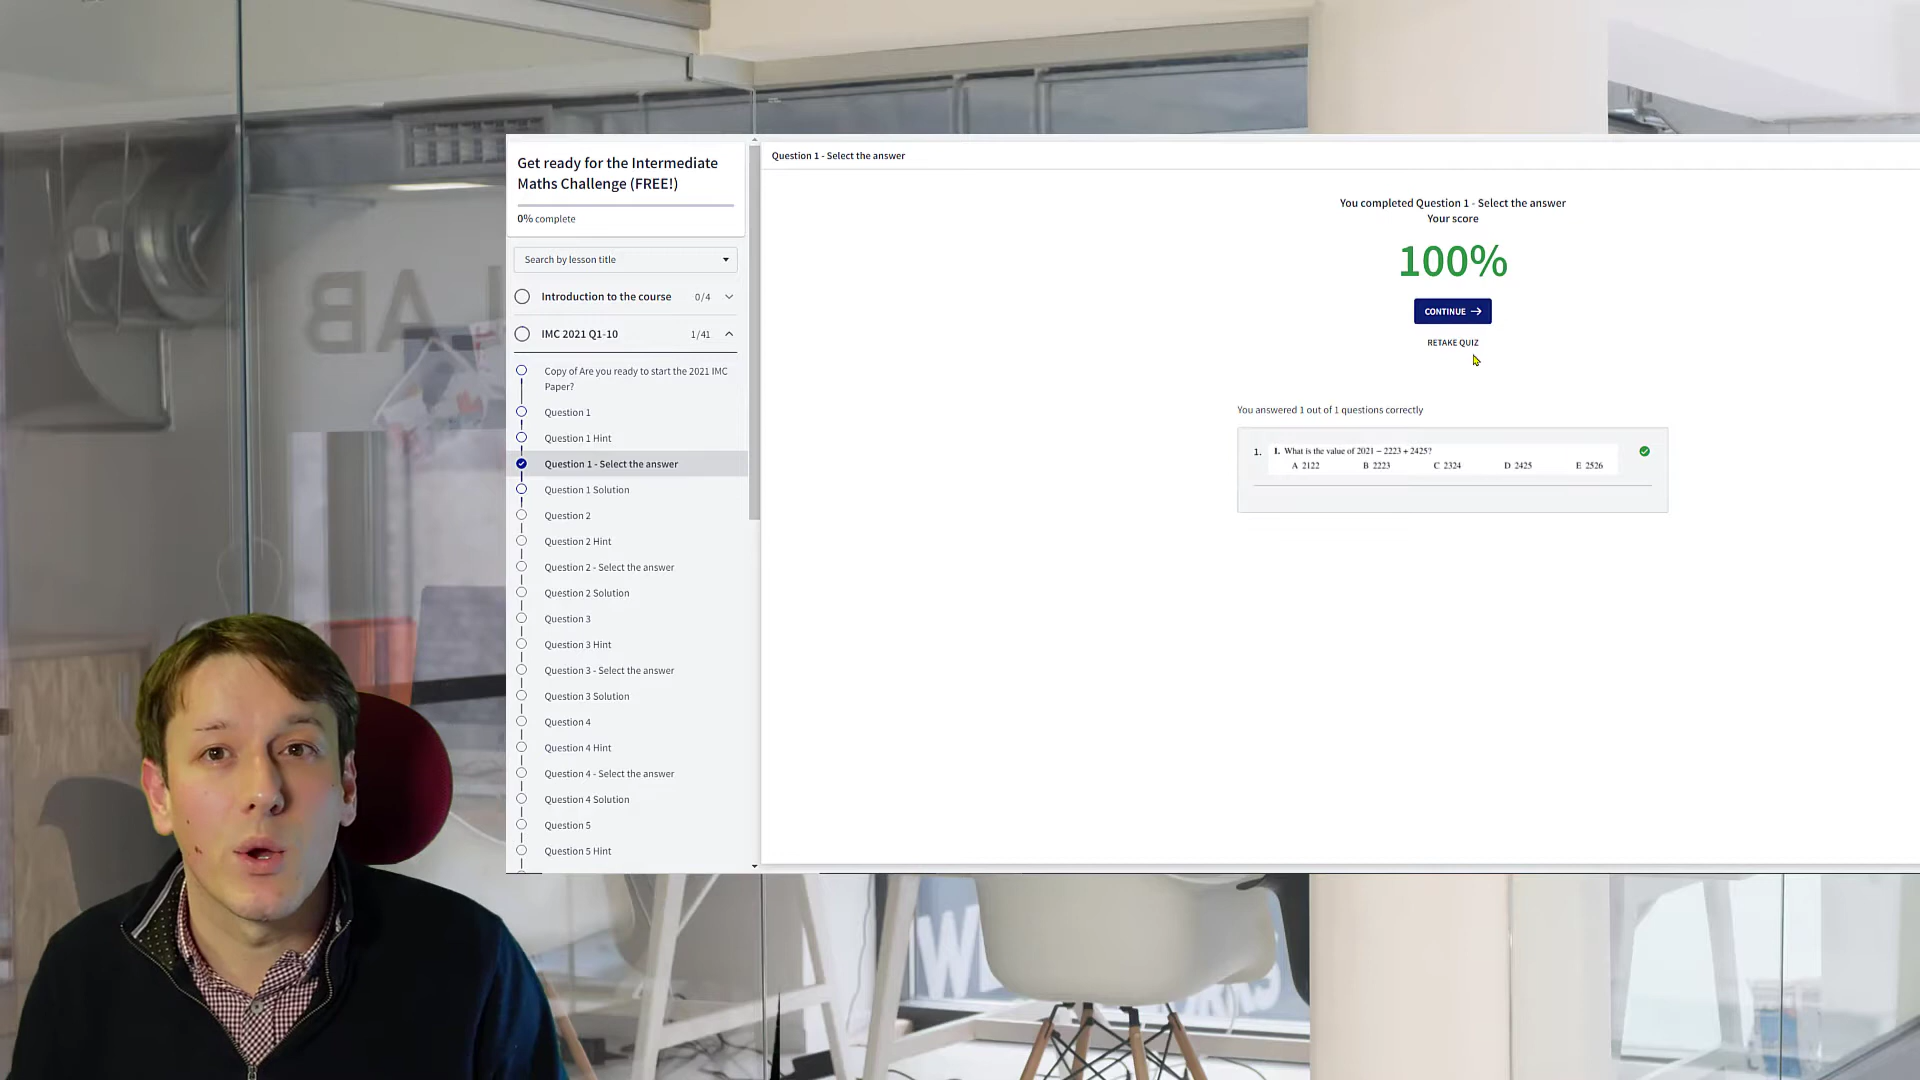 Get ready for the Intermediate
Maths Challenge (FREE!)
0% complete
Search by lesson title
Introduction to the course 0/4
IMC 2021 Q1-10 1/41
Copy of Are you ready to start the 2021 IMC
Paper?
Question 1
Question 1 Hint
Question 1 - Select the answer
Question 1 Solution
Question 2
Question 2 Hint
Question 2 - Select the answer
Question 2 Solution
Question 3
Question 3 Hint
Question 3 - Select the answer
Question 3 Solution
Question 4
Question 4 Hint
Question 4 - Select the answer
Question 4 Solution
Question 5
Question 5 Hint
Question 1 - Select the answer
You completed Question 1 - Select the answer
Your score
100%
CONTINUE
RETAKE QUIZ
You answered 1 out of 1 questions correctly
1. 1. What is the value of 2021 − 2223 + 2425?
A 2122 B 2223 C 2324 D 2425 E 2526
LAB